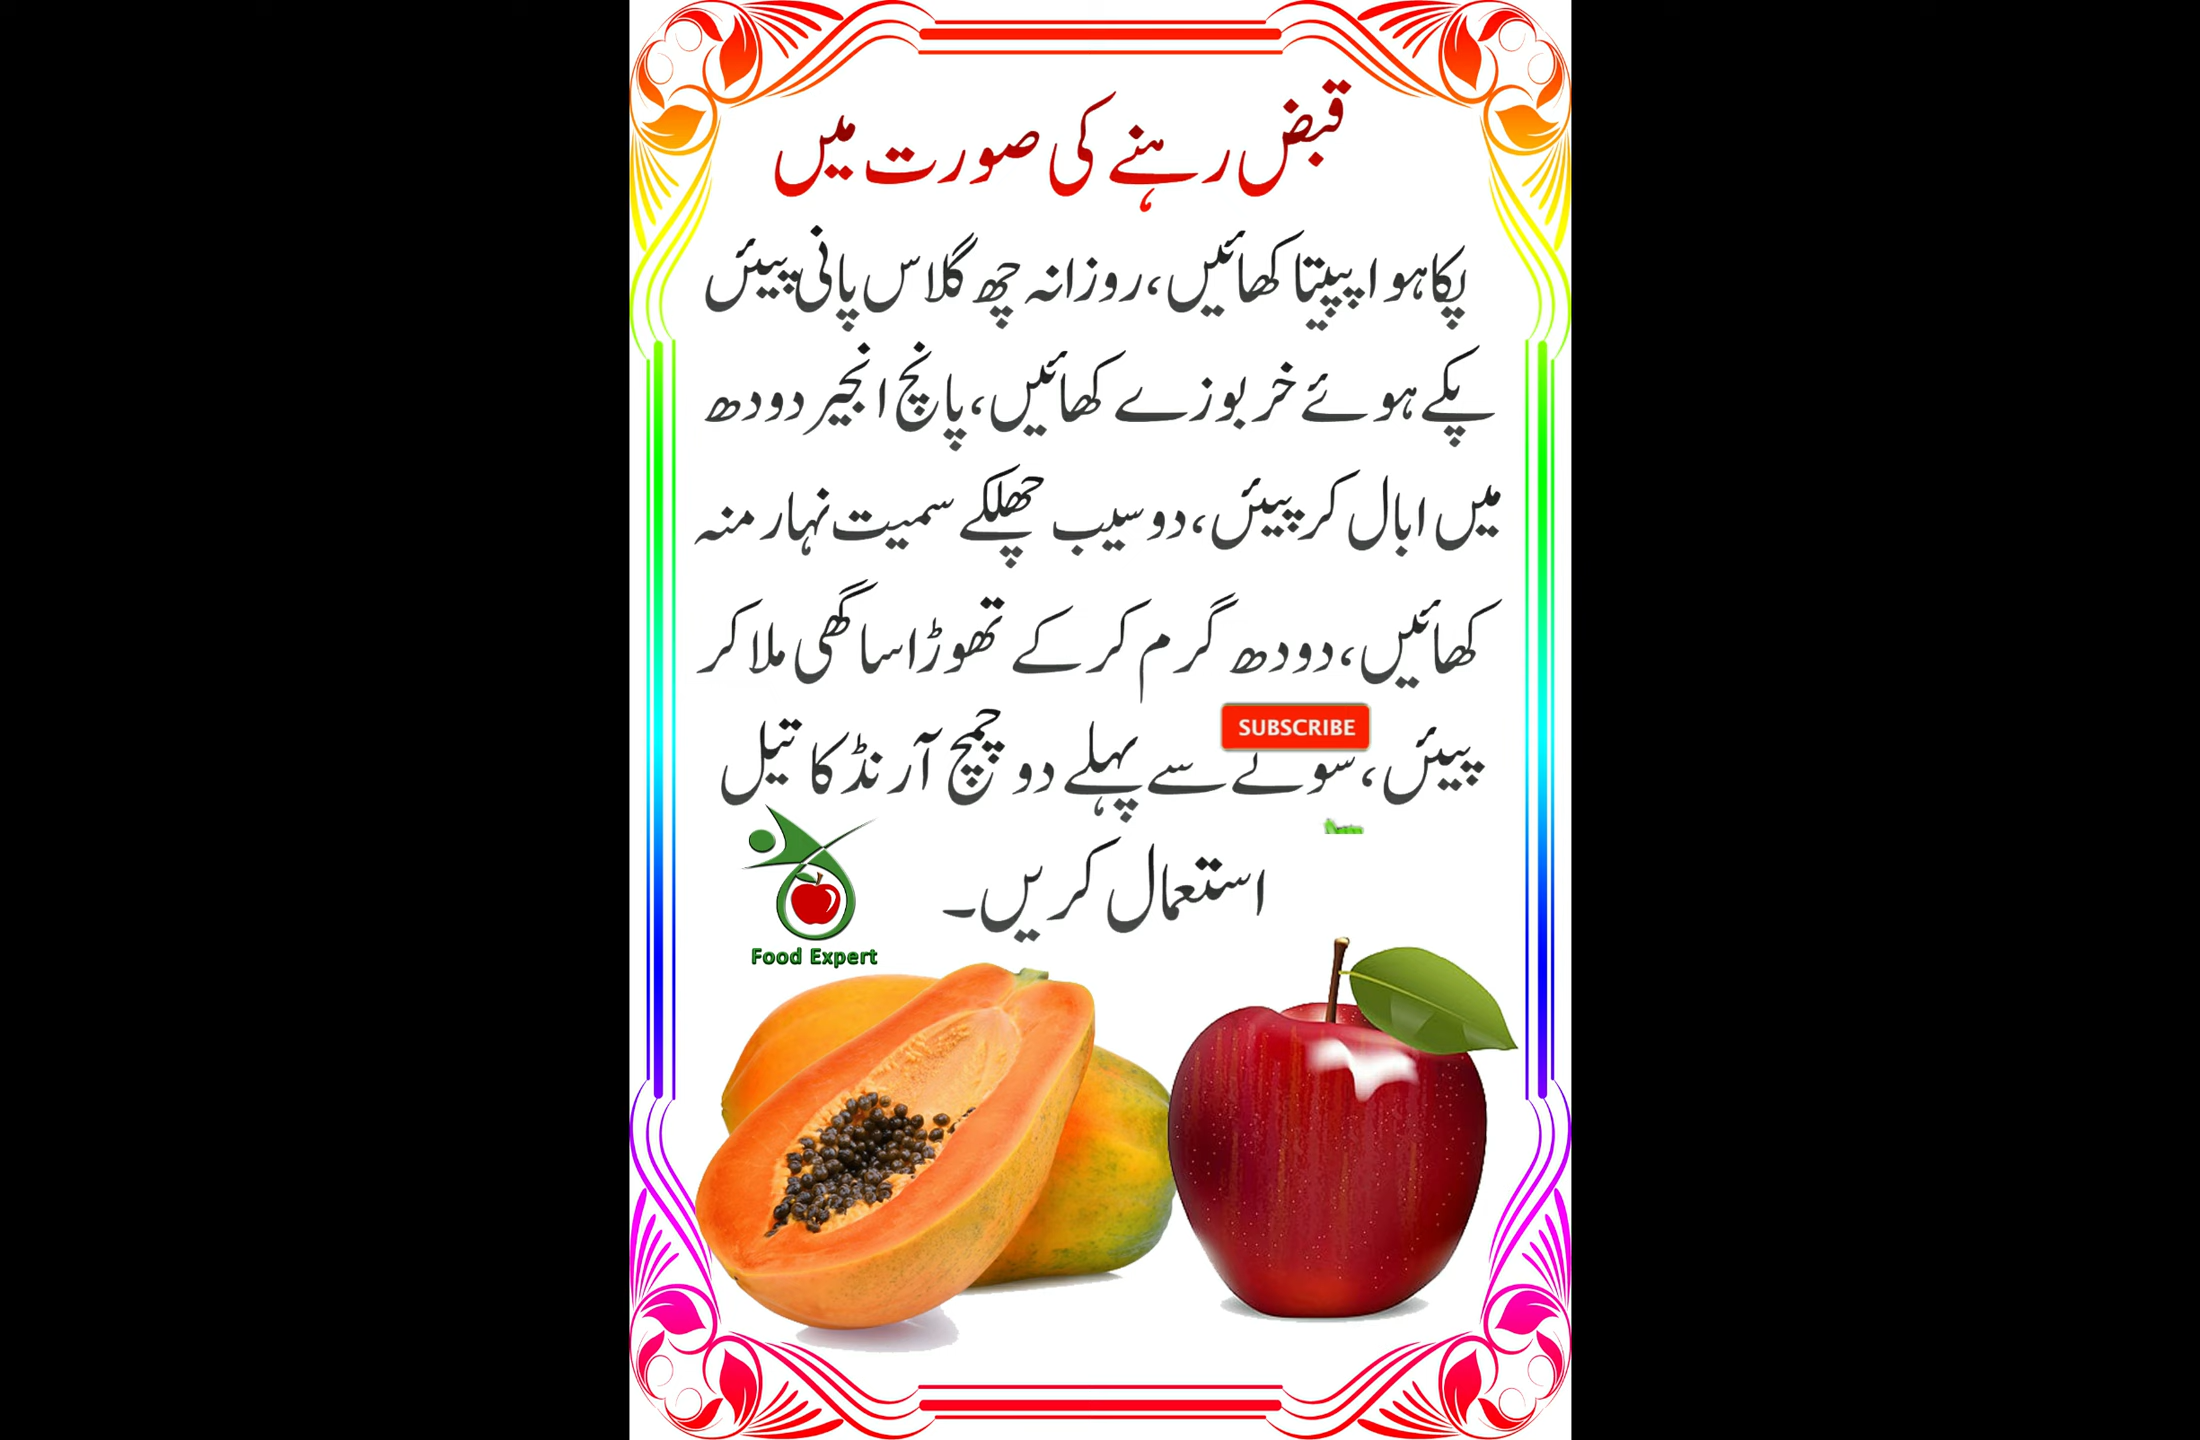 قبض رہنے کی صورت میں
پکا ہوا پپیتا کھائیں، روزانہ چھ گلاس پانی پیئں
پکے ہوئے خربوزے کھائیں، پانچ انجیر دودھ
میں ابال کر پیئں، دو سیب چھلکے سمیت نہار منہ
کھائیں، دودھ گرم کر کے تھوڑا سا گھی ملا کر
SUBSCRIBE
پیئں، سونے سے پہلے دو چمچ آرنڈ کا تیل
استعمال کریں۔
Food Expert